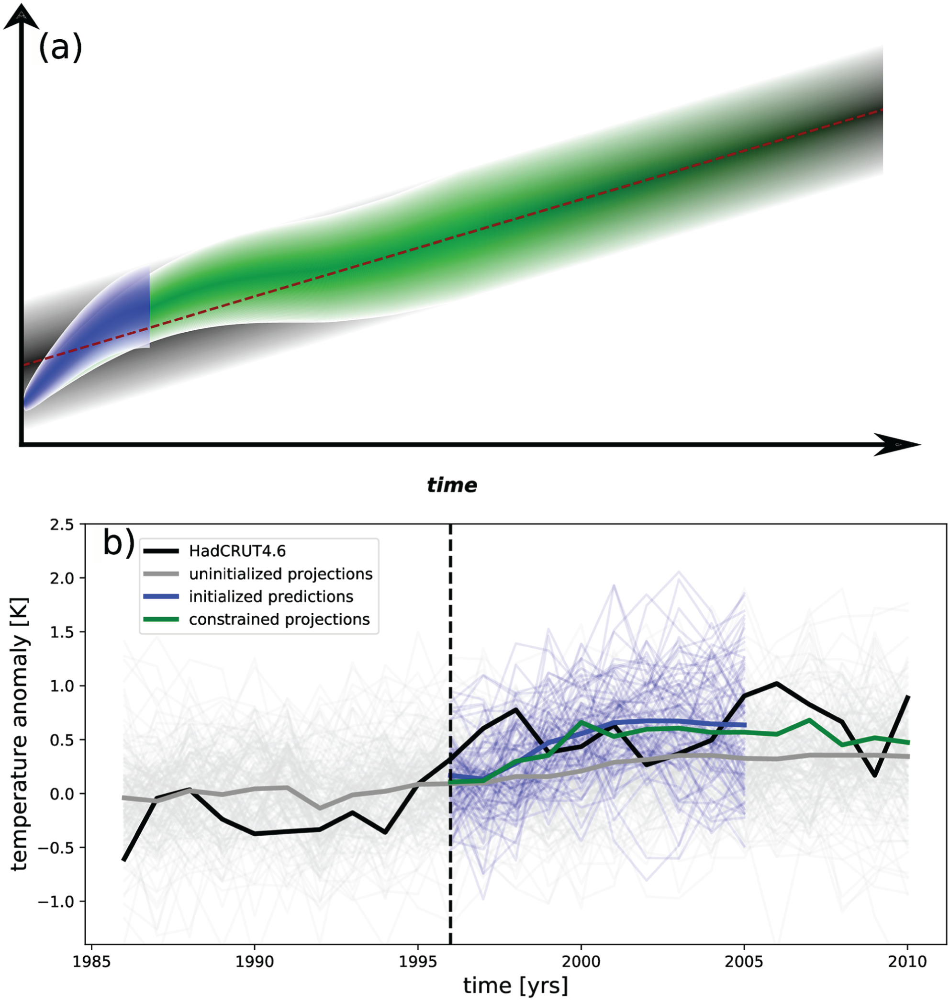 (a)
time
b)
HadCRUT4.6
uninitialized projections
initialized predictions
constrained projections
temperature anomaly [K]
2.5
2.0
1.5
1.0
0.5
0.0
−0.5
−1.0
1985 1990 1995 2000 2005 2010
time [yrs]